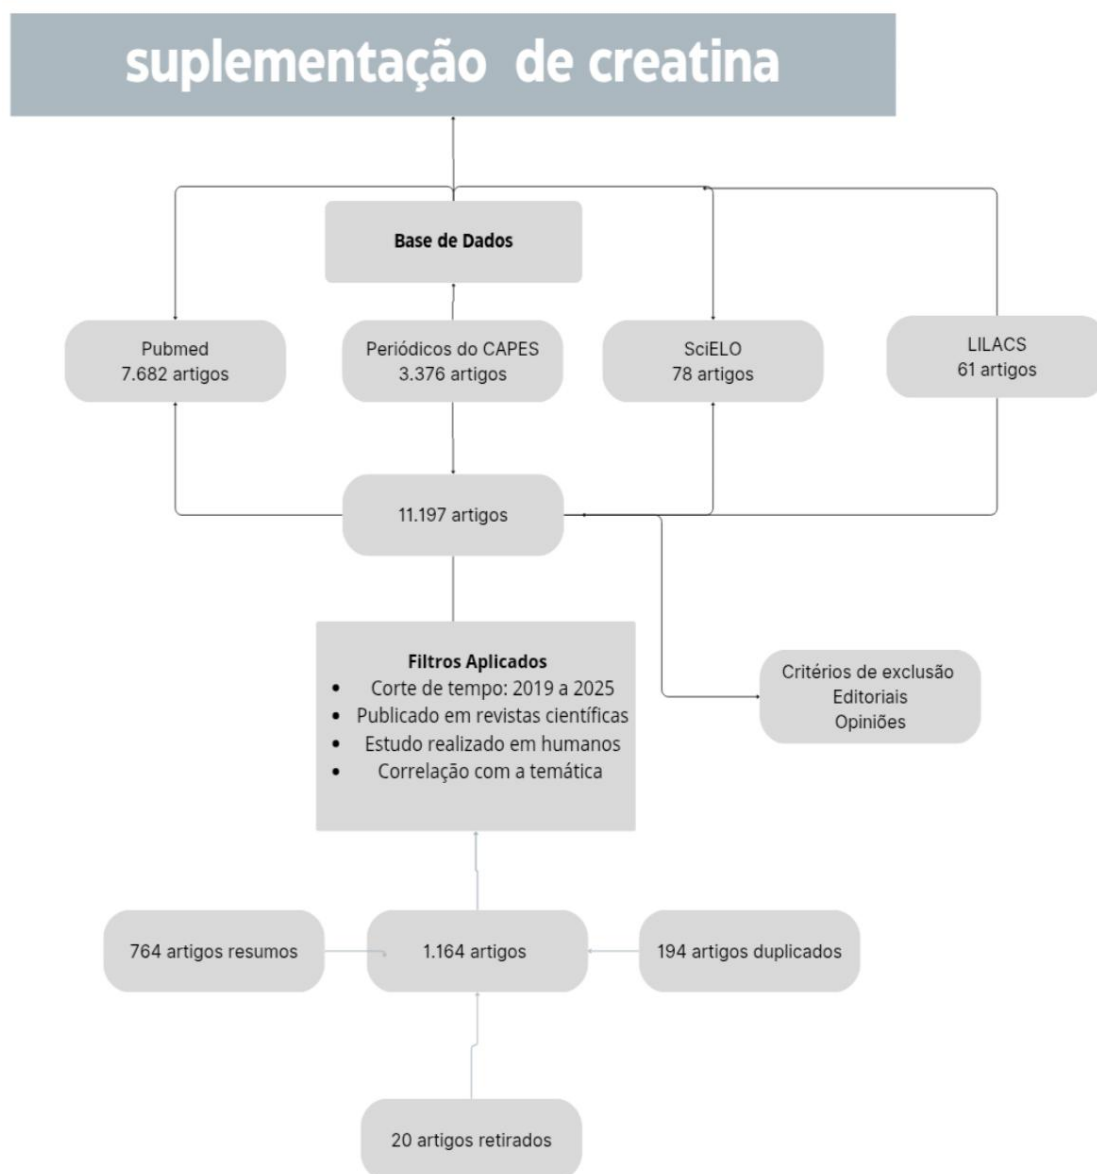 suplementação de creatina
Base de Dados
Pubmed
7.682 artigos
Periódicos do CAPES
3.376 artigos
SciELO
78 artigos
LILACS
61 artigos
11.197 artigos
Filtros Aplicados
• Corte de tempo: 2019 a 2025
• Publicado em revistas científicas
• Estudo realizado em humanos
• Correlação com a temática
Critérios de exclusão
Editoriais
Opiniões
764 artigos resumos
1.164 artigos
194 artigos duplicados
20 artigos retirados